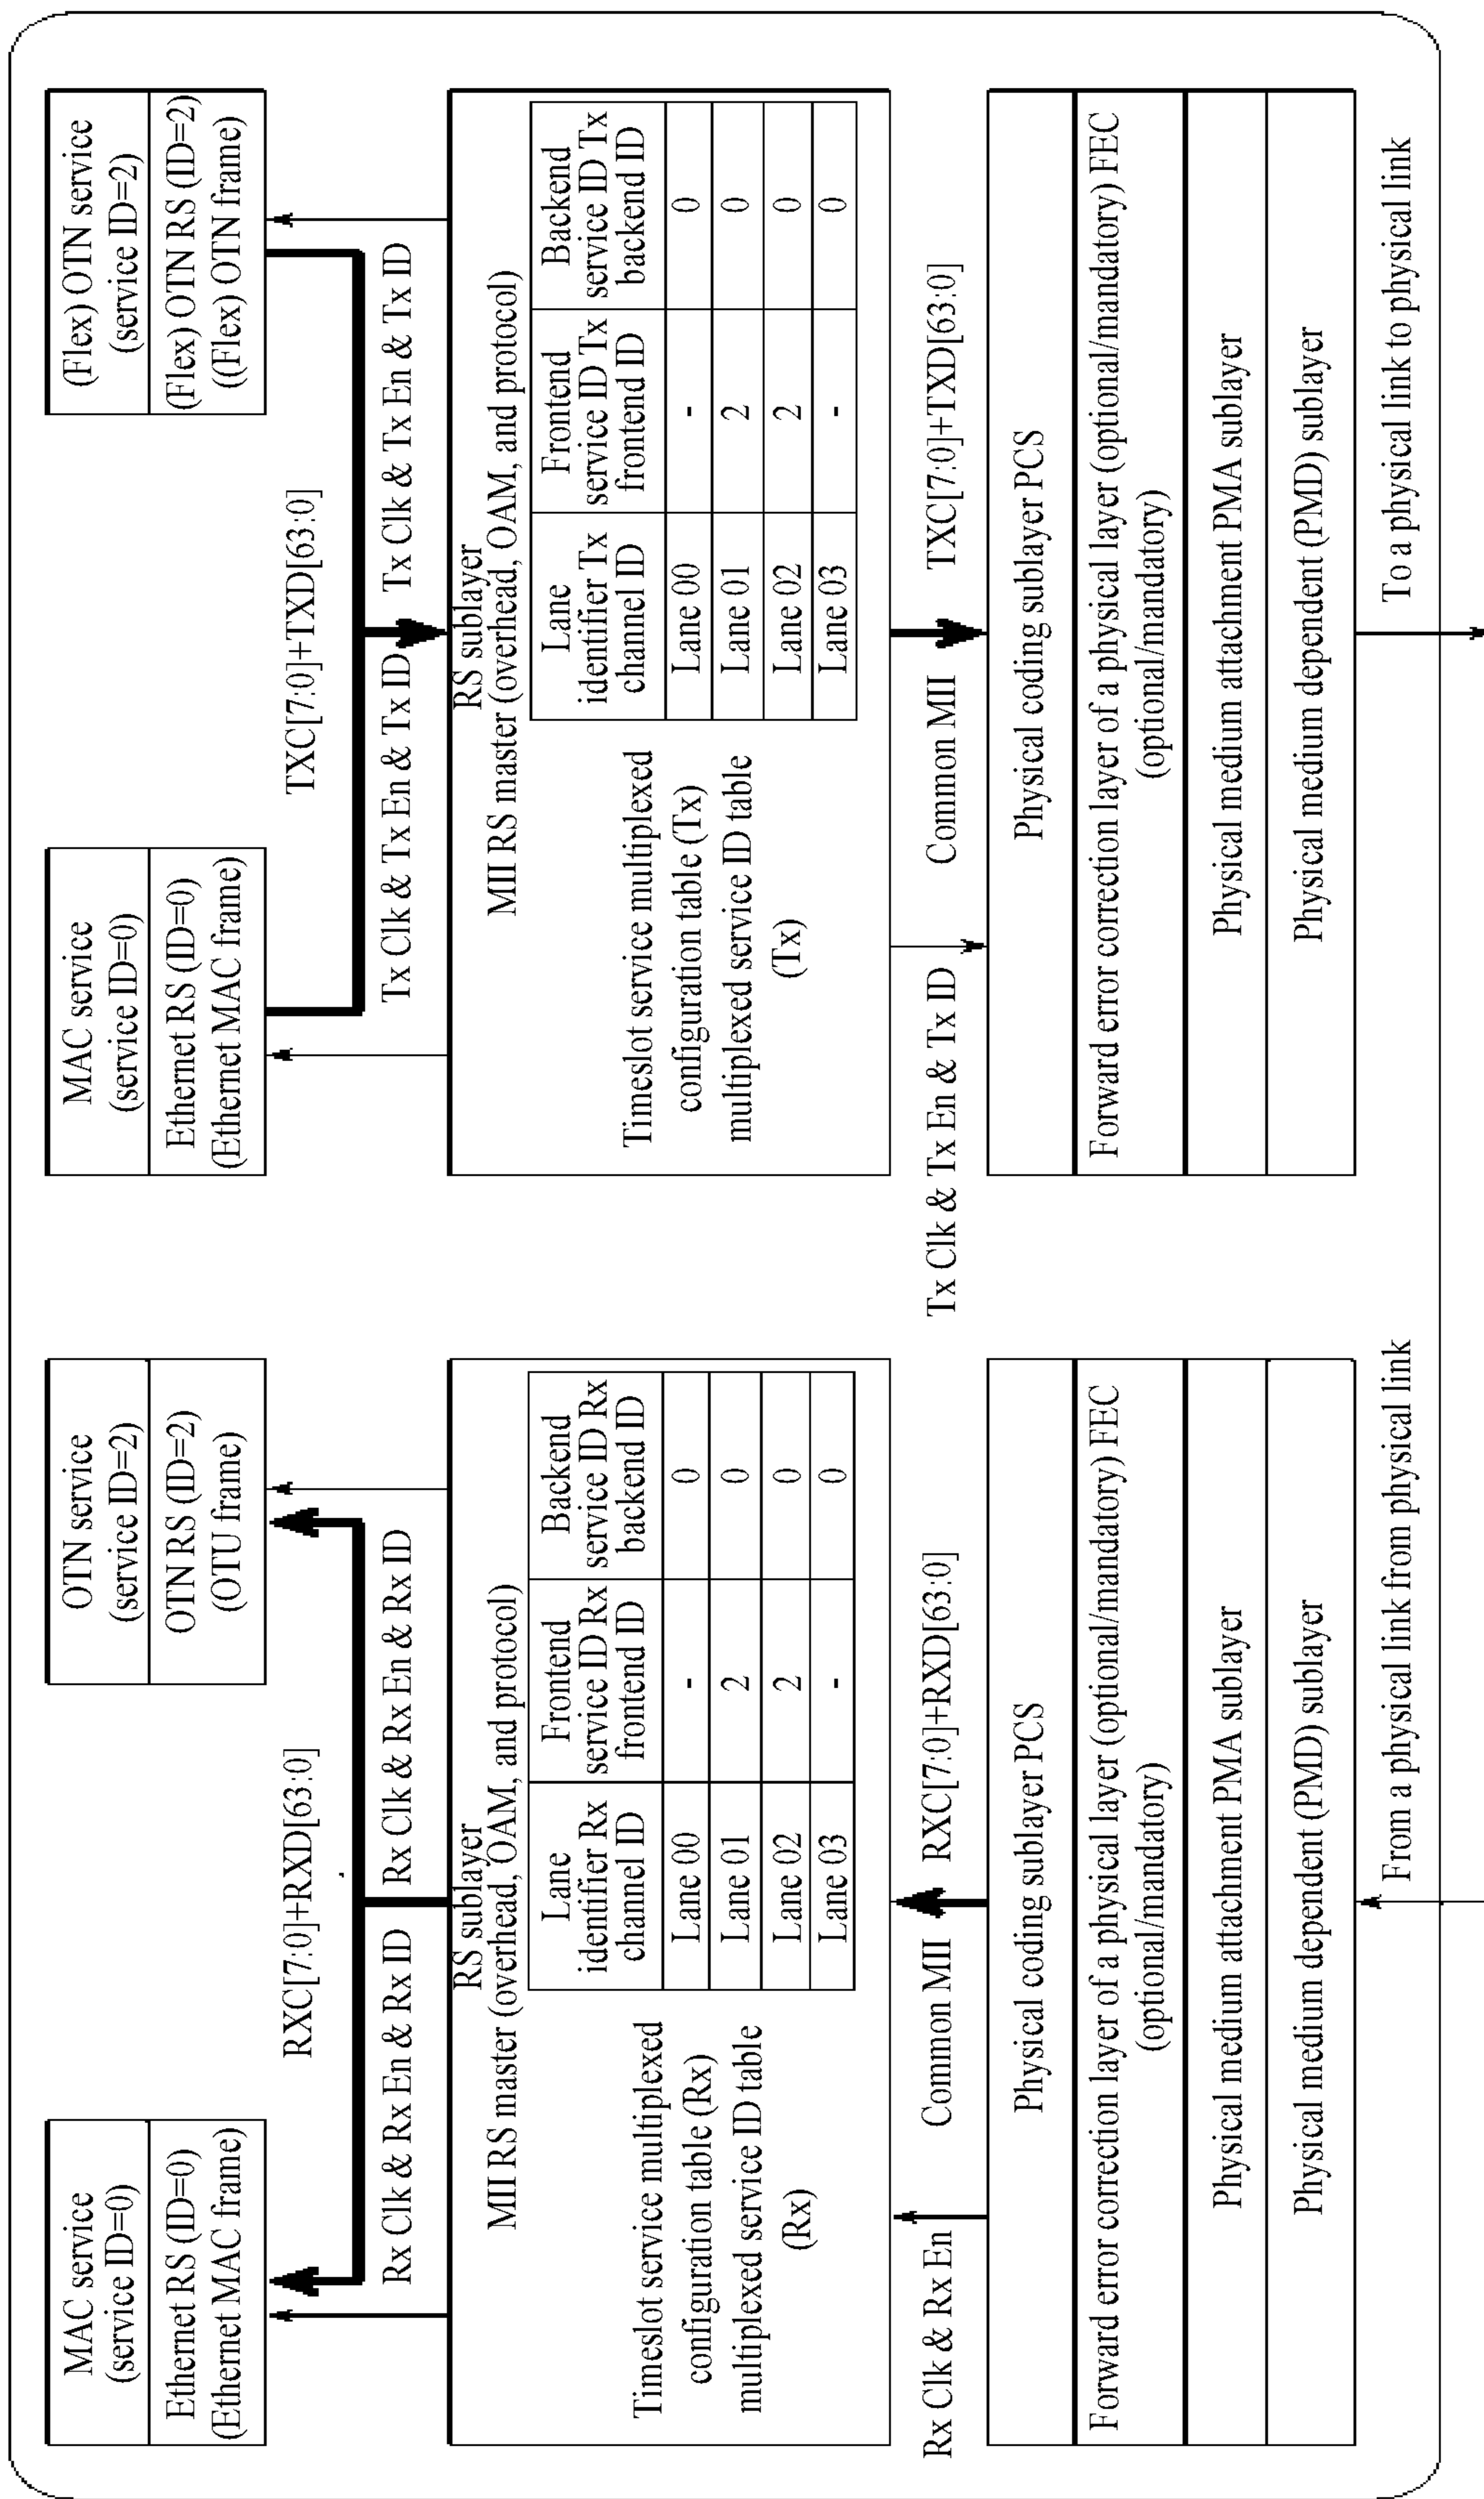 MAC service
(service ID=0)
Ethernet RS (ID=0)
(Ethernet MAC frame)
OTN service
(service ID=2)
OTN RS (ID=2)
(OTU frame)
RXC[7:0]+RXD[63:0]
Rx Clk & Rx En & Rx ID
Rx Clk & Rx En & Rx ID
RS sublayer
MII RS master (overhead, OAM, and protocol)
Timeslot service multiplexed
configuration table (Rx)
multiplexed service ID table
(Rx)
Lane
identifier Rx
channel ID
Frontend
service ID Rx
frontend ID
Backend
service ID Rx
backend ID
Lane 00 - 0
Lane 01 2 0
Lane 02 2 0
Lane 03 - 0
Rx Clk & Rx En
Common MII
RXC[7:0]+RXD[63:0]
Physical coding sublayer PCS
Forward error correction layer of a physical layer (optional/mandatory) FEC
(optional/mandatory)
Physical medium attachment PMA sublayer
Physical medium dependent (PMD) sublayer
From a physical link from physical link
MAC service
(service ID=0)
Ethernet RS (ID=0)
(Ethernet MAC frame)
(Flex) OTN service
(service ID=2)
(Flex) OTN RS (ID=2)
((Flex) OTN frame)
TXC[7:0]+TXD[63:0]
Tx Clk & Tx En & Tx ID
Tx Clk & Tx En & Tx ID
RS sublayer
MII RS master (overhead, OAM, and protocol)
Timeslot service multiplexed
configuration table (Tx)
multiplexed service ID table
(Tx)
Lane
identifier Tx
channel ID
Frontend
service ID Tx
frontend ID
Backend
service ID Tx
backend ID
Lane 00 - 0
Lane 01 2 0
Lane 02 2 0
Lane 03 - 0
Tx Clk & Tx En & Tx ID
Common MII
TXC[7:0]+TXD[63:0]
Physical coding sublayer PCS
Forward error correction layer of a physical layer (optional/mandatory) FEC
(optional/mandatory)
Physical medium attachment PMA sublayer
Physical medium dependent (PMD) sublayer
To a physical link to physical link